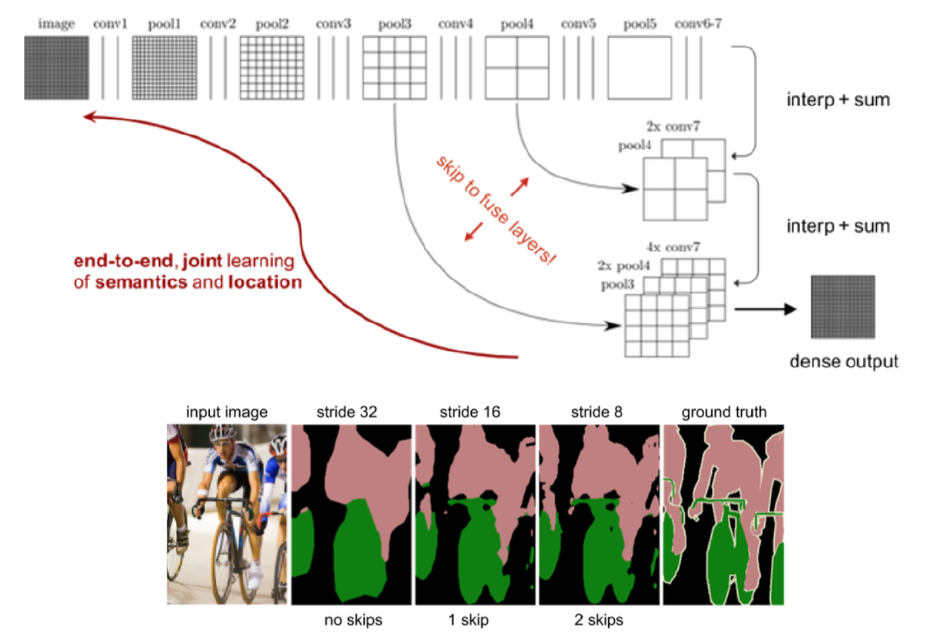 image conv1 pool1 conv2 pool2 conv3 pool3 conv4 pool4 conv5 pool5 conv6-7
interp + sum
2x conv7
pool4
skip to fuse layers!
interp + sum
4x conv7
2x pool4
pool3
end-to-end, joint learning
of semantics and location
dense output
input image stride 32 stride 16 stride 8 ground truth
no skips 1 skip 2 skips